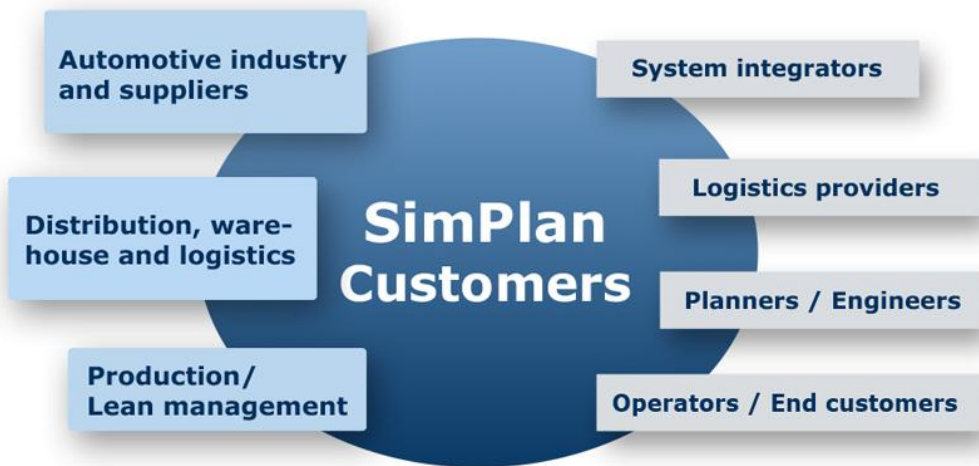 Automotive industry
and suppliers
Distribution, ware-
house and logistics
Production/
Lean management
SimPlan
Customers
System integrators
Logistics providers
Planners / Engineers
Operators / End customers